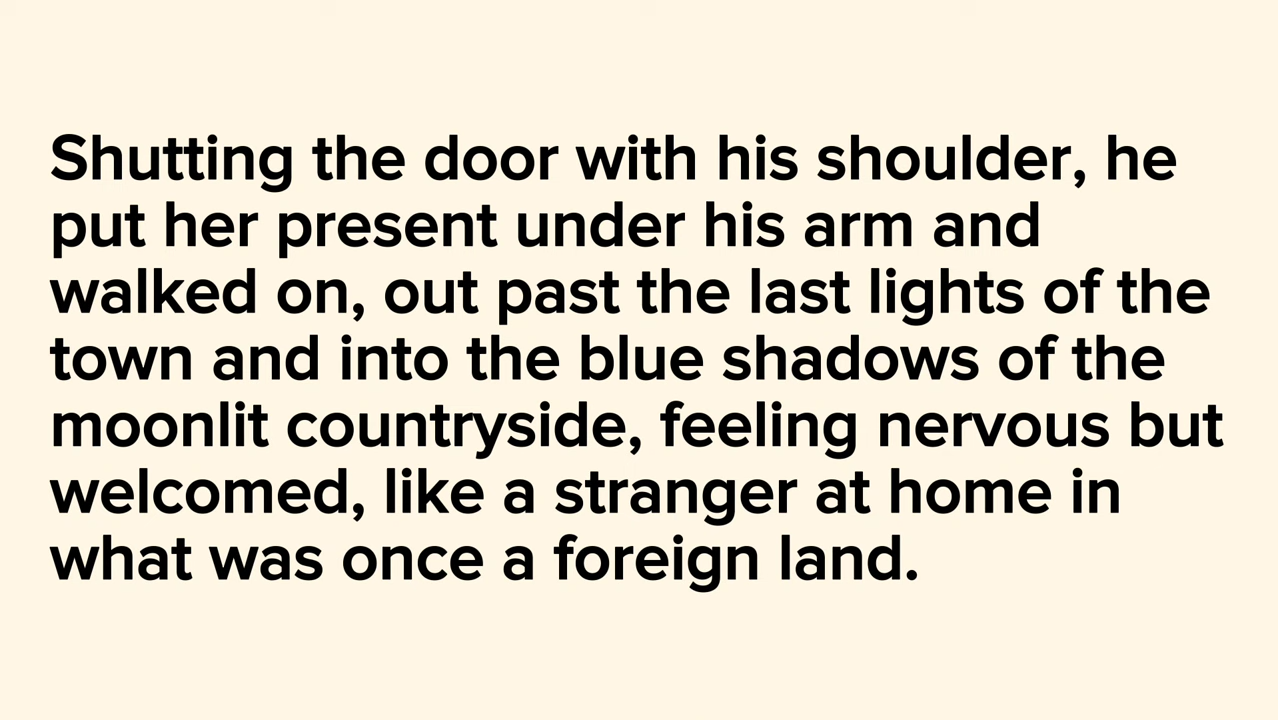 Shutting the door with his shoulder, he
put her present under his arm and
walked on, out past the last lights of the
town and into the blue shadows of the
moonlit countryside, feeling nervous but
welcomed, like a stranger at home in
what was once a foreign land.